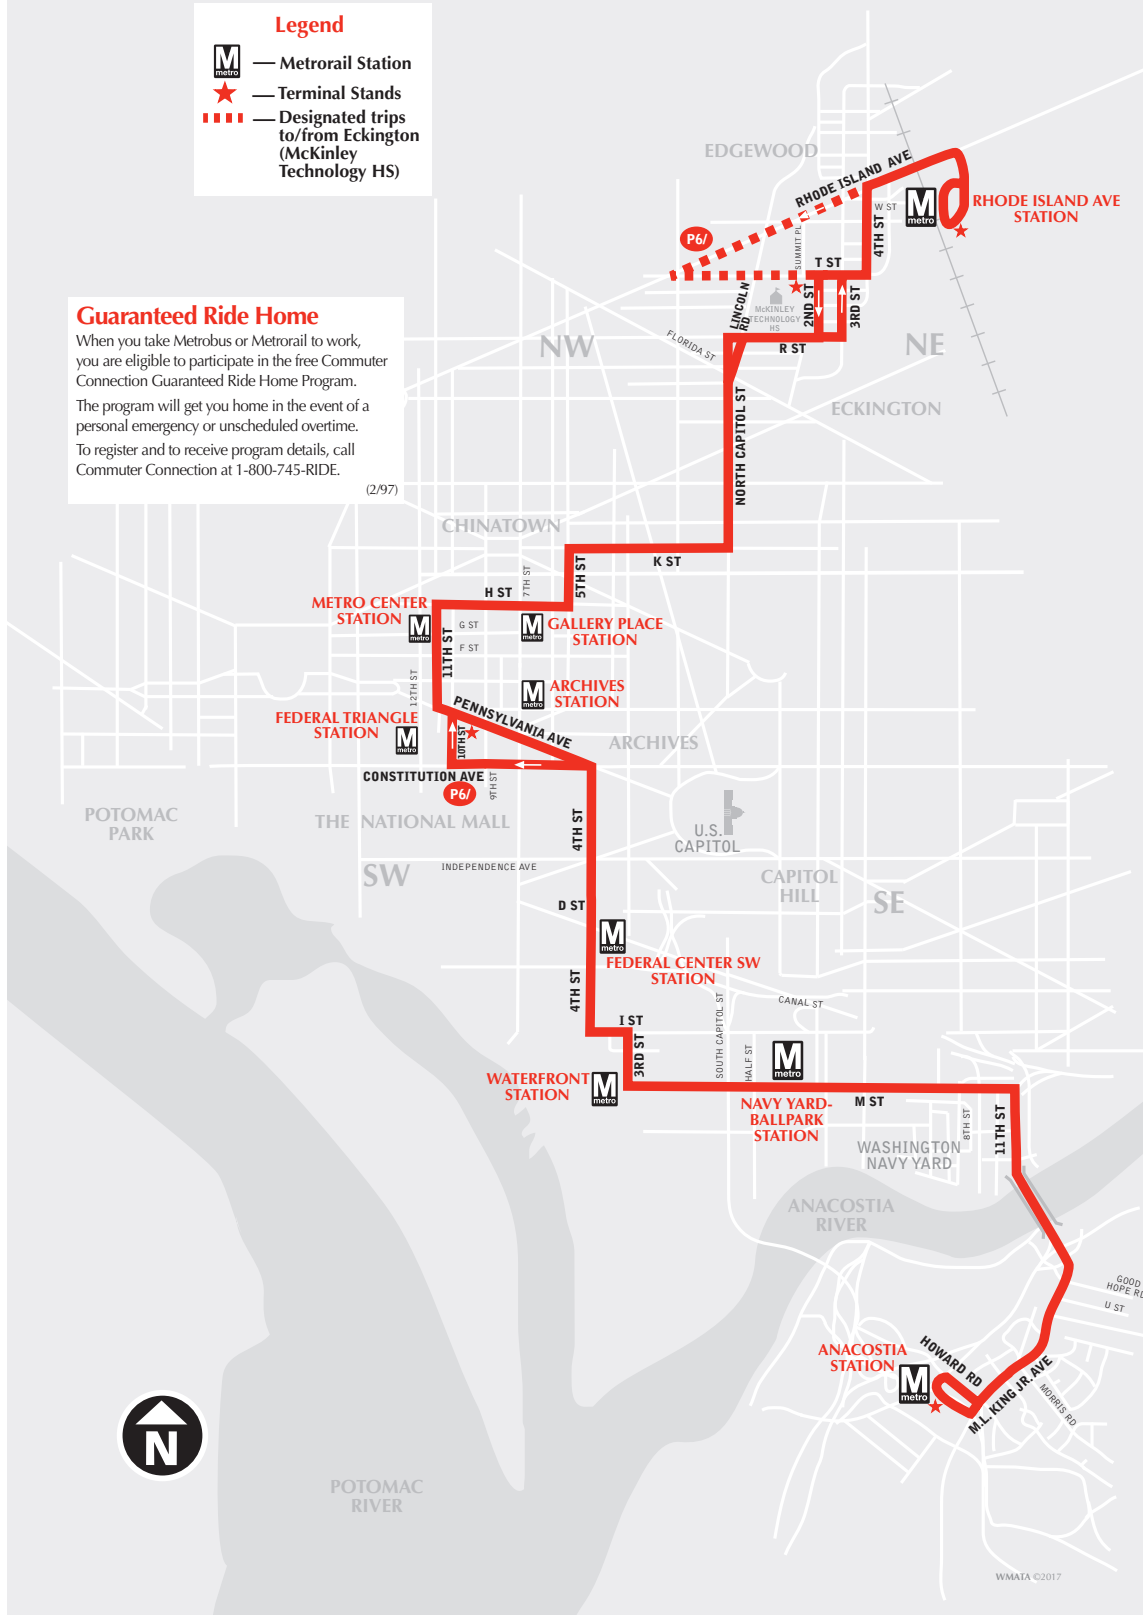 Legend
M
metro
— Metrorail Station
— Terminal Stands
— Designated trips
to/from Eckington
(McKinley
Technology HS)
EDGEWOOD
RHODE ISLAND AVE
W ST
M
metro
RHODE ISLAND AVE
STATION
4TH ST
SUMMIT PL
P6/
T ST
LINCOLN
RD
McKINLEY
TECHNOLOGY
HS
2ND ST
3RD ST
Guaranteed Ride Home
When you take Metrobus or Metrorail to work,
you are eligible to participate in the free Commuter
Connection Guaranteed Ride Home Program.
The program will get you home in the event of a
personal emergency or unscheduled overtime.
To register and to receive program details, call
Commuter Connection at 1-800-745-RIDE.
(2/97)
NW
FLORIDA ST
R ST
NE
ECKINGTON
NORTH CAPITOL ST
CHINATOWN
K ST
5TH ST
7TH ST
H ST
METRO CENTER
STATION
M
metro
G ST
F ST
M
metro
GALLERY PLACE
STATION
11TH ST
12TH ST
M
metro
ARCHIVES
STATION
PENNSYLVANIA AVE
FEDERAL TRIANGLE
STATION
M
metro
10TH ST
ARCHIVES
CONSTITUTION AVE
9TH ST
P6/
POTOMAC
PARK
THE NATIONAL MALL
4TH ST
U.S.
CAPITOL
SW
INDEPENDENCE AVE
CAPITOL
HILL
SE
D ST
M
metro
FEDERAL CENTER SW
STATION
4TH ST
CANAL ST
I ST
3RD ST
SOUTH CAPITOL ST
HALF ST
M
metro
WATERFRONT
STATION
M
metro
NAVY YARD-
BALLPARK
STATION
M ST
8TH ST
11TH ST
WASHINGTON
NAVY YARD
ANACOSTIA
RIVER
GOOD
HOPE RD
U ST
ANACOSTIA
STATION
M
metro
HOWARD RD
M.L. KING JR. AVE
MORRIS RD
N
POTOMAC
RIVER
WMATA ©2017